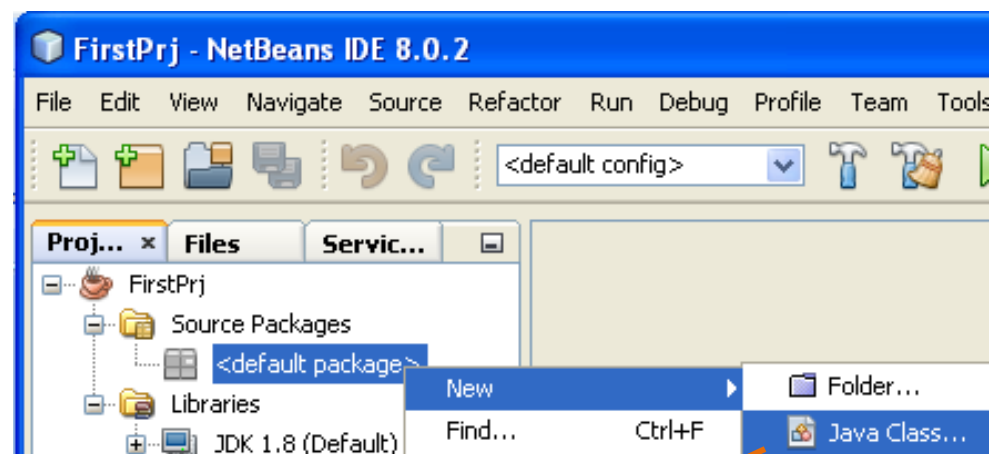 FirstPrj - NetBeans IDE 8.0.2
File Edit View Navigate Source Refactor Run Debug Profile Team Tools
<default config>
Proj... × Files Servic...
FirstPrj
Source Packages
<default package>
New
Folder...
Libraries
Find... Ctrl+F
Java Class...
JDK 1.8 (Default)